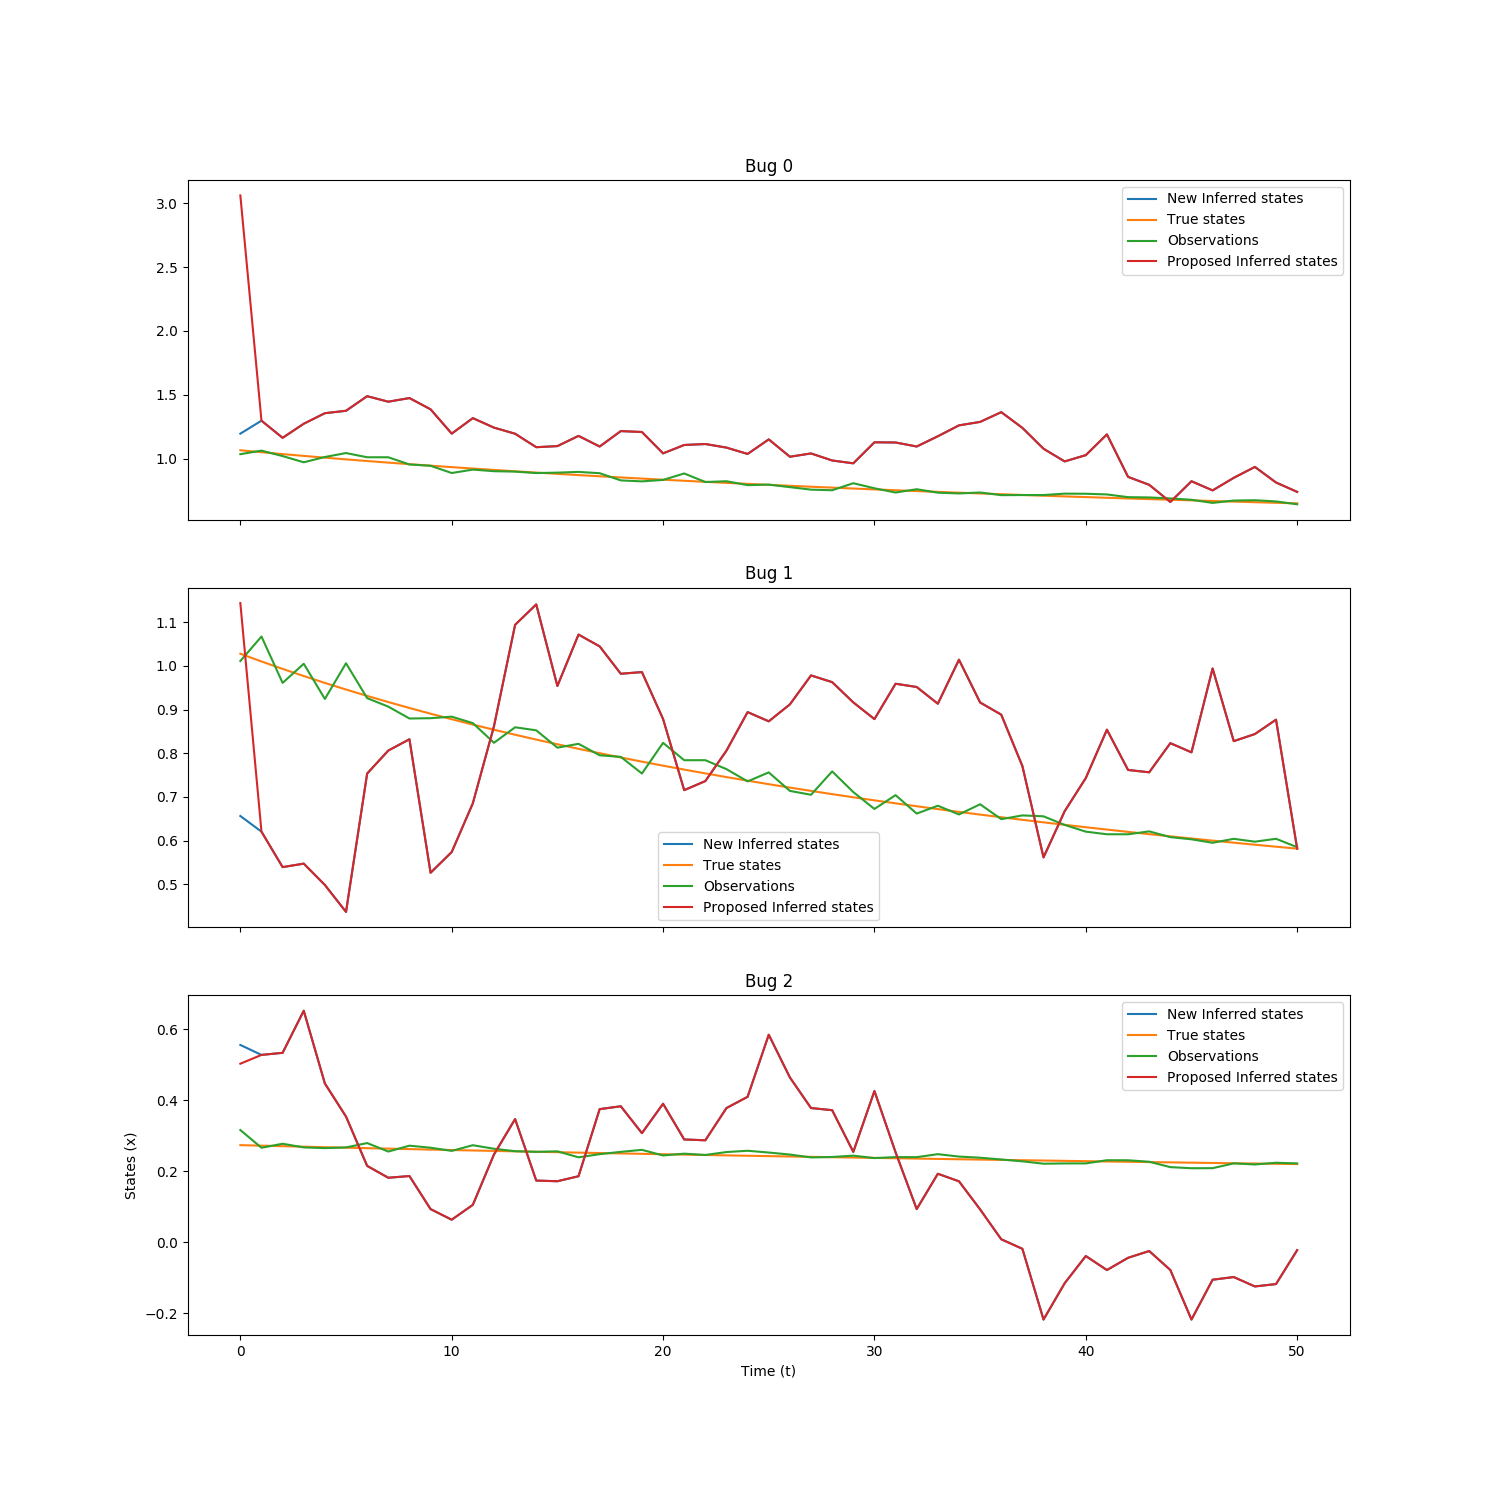 Bug 0
3.0
2.5
2.0
1.5
1.0
New Inferred states
True states
Observations
Proposed Inferred states
Bug 1
1.1
1.0
0.9
0.8
0.7
0.6
0.5
New Inferred states
True states
Observations
Proposed Inferred states
Bug 2
States (x)
0.6
0.4
0.2
0.0
−0.2
New Inferred states
True states
Observations
Proposed Inferred states
0 10 20 30 40 50
Time (t)